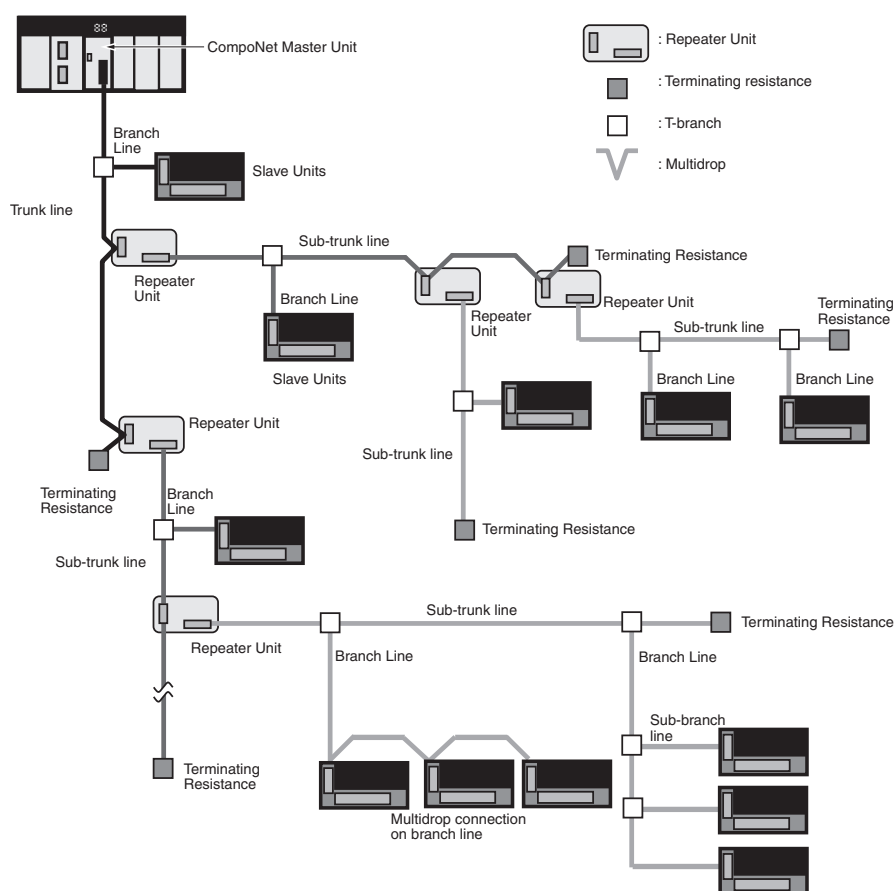 88
CompoNet Master Unit
: Repeater Unit
: Terminating resistance
: T-branch
: Multidrop
Branch
Line
Slave Units
Trunk line
Repeater
Unit
Sub-trunk line
Branch Line
Slave Units
Terminating Resistance
Repeater
Unit
Repeater Unit
Sub-trunk line
Terminating
Resistance
Branch Line
Branch Line
Sub-trunk line
Terminating Resistance
Repeater Unit
Terminating
Resistance
Branch
Line
Sub-trunk line
Repeater Unit
Sub-trunk line
Terminating Resistance
Branch Line
Branch Line
Sub-branch
line
Terminating
Resistance
Multidrop connection
on branch line